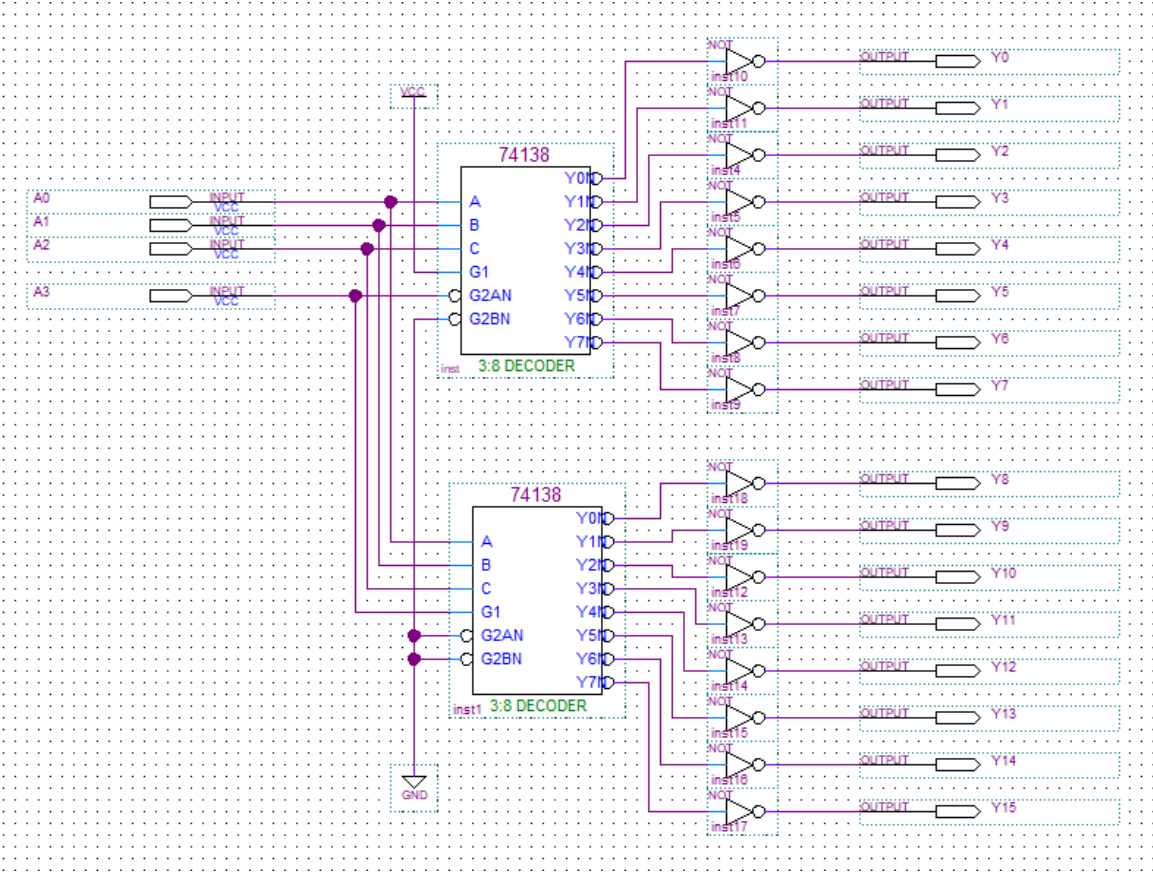 VCC
74138
A0 INPUT VCC
A1 INPUT VCC
A2 INPUT VCC
A3 INPUT VCC
A Y0N
B Y1N
C Y2N
G1 Y3N
G2AN Y4N
G2BN Y5N
Y6N
Y7N
inst 3:8 DECODER
NOT inst10 OUTPUT Y0
NOT inst11 OUTPUT Y1
NOT inst4 OUTPUT Y2
NOT inst5 OUTPUT Y3
NOT inst6 OUTPUT Y4
NOT inst7 OUTPUT Y5
NOT inst8 OUTPUT Y6
NOT inst9 OUTPUT Y7
74138
A Y0N
B Y1N
C Y2N
G1 Y3N
G2AN Y4N
G2BN Y5N
Y6N
Y7N
inst1 3:8 DECODER
NOT inst18 OUTPUT Y8
NOT inst19 OUTPUT Y9
NOT inst12 OUTPUT Y10
NOT inst13 OUTPUT Y11
NOT inst14 OUTPUT Y12
NOT inst15 OUTPUT Y13
NOT inst16 OUTPUT Y14
NOT inst17 OUTPUT Y15
GND